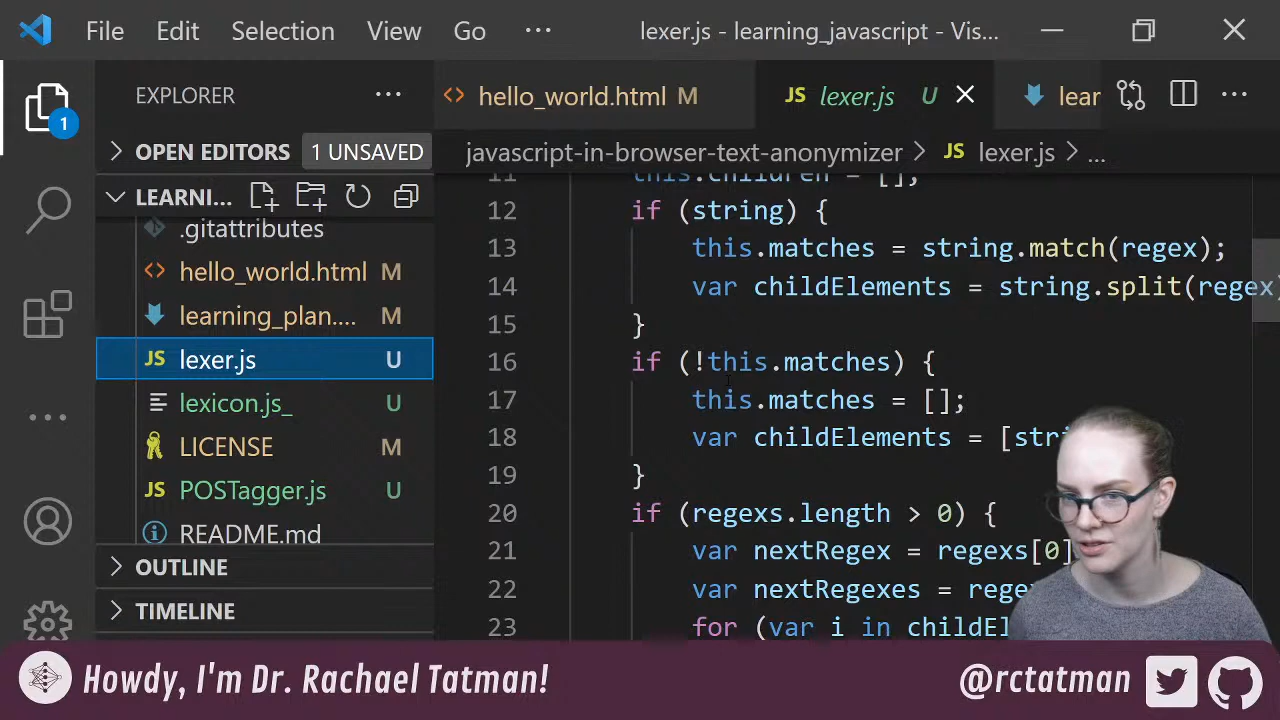 File Edit Selection View Go ··· lexer.js - learning_javascript - Vis...
EXPLORER ···
1
OPEN EDITORS 1 UNSAVED
LEARNI...
.gitattributes
hello_world.html M
learning_plan.... M
JS lexer.js U
lexicon.js_ U
LICENSE M
JS POSTagger.js U
README.md
OUTLINE
TIMELINE
<> hello_world.html M JS lexer.js U lear ···
javascript-in-browser-text-anonymizer > JS lexer.js > ...
11 this.children = [];
12 if (string) {
13 this.matches = string.match(regex);
14 var childElements = string.split(regex
15 }
16 if (!this.matches) {
17 this.matches = [];
18 var childElements = [stri
19 }
20 if (regexs.length > 0) {
21 var nextRegex = regexs[0]
22 var nextRegexes = rege
23 for (var i in childEl
Howdy, I'm Dr. Rachael Tatman!
@rctatman